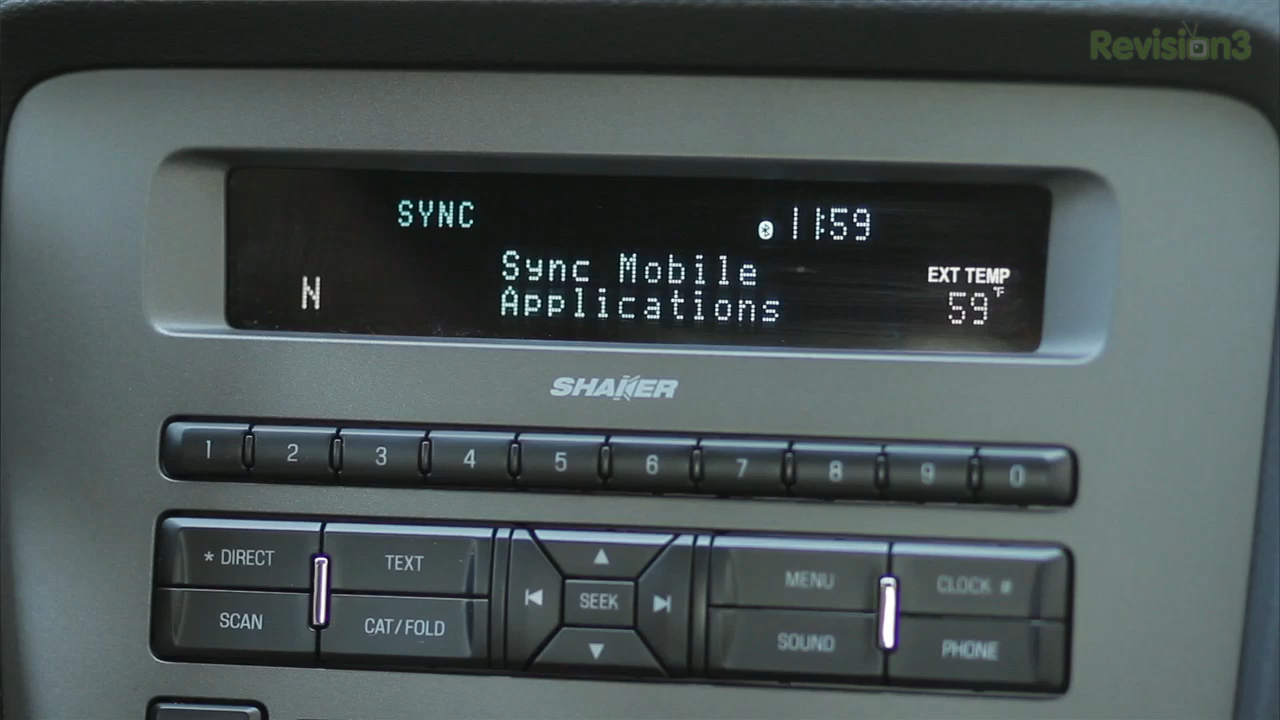 Revision3
SYNC
11:59
Sync Mobile
Applications
N
EXT TEMP
59°F
SHAKER
1 2 3 4 5 6 7 8 9 0
* DIRECT
TEXT
SCAN
CAT/FOLD
SEEK
MENU
CLOCK #
SOUND
PHONE